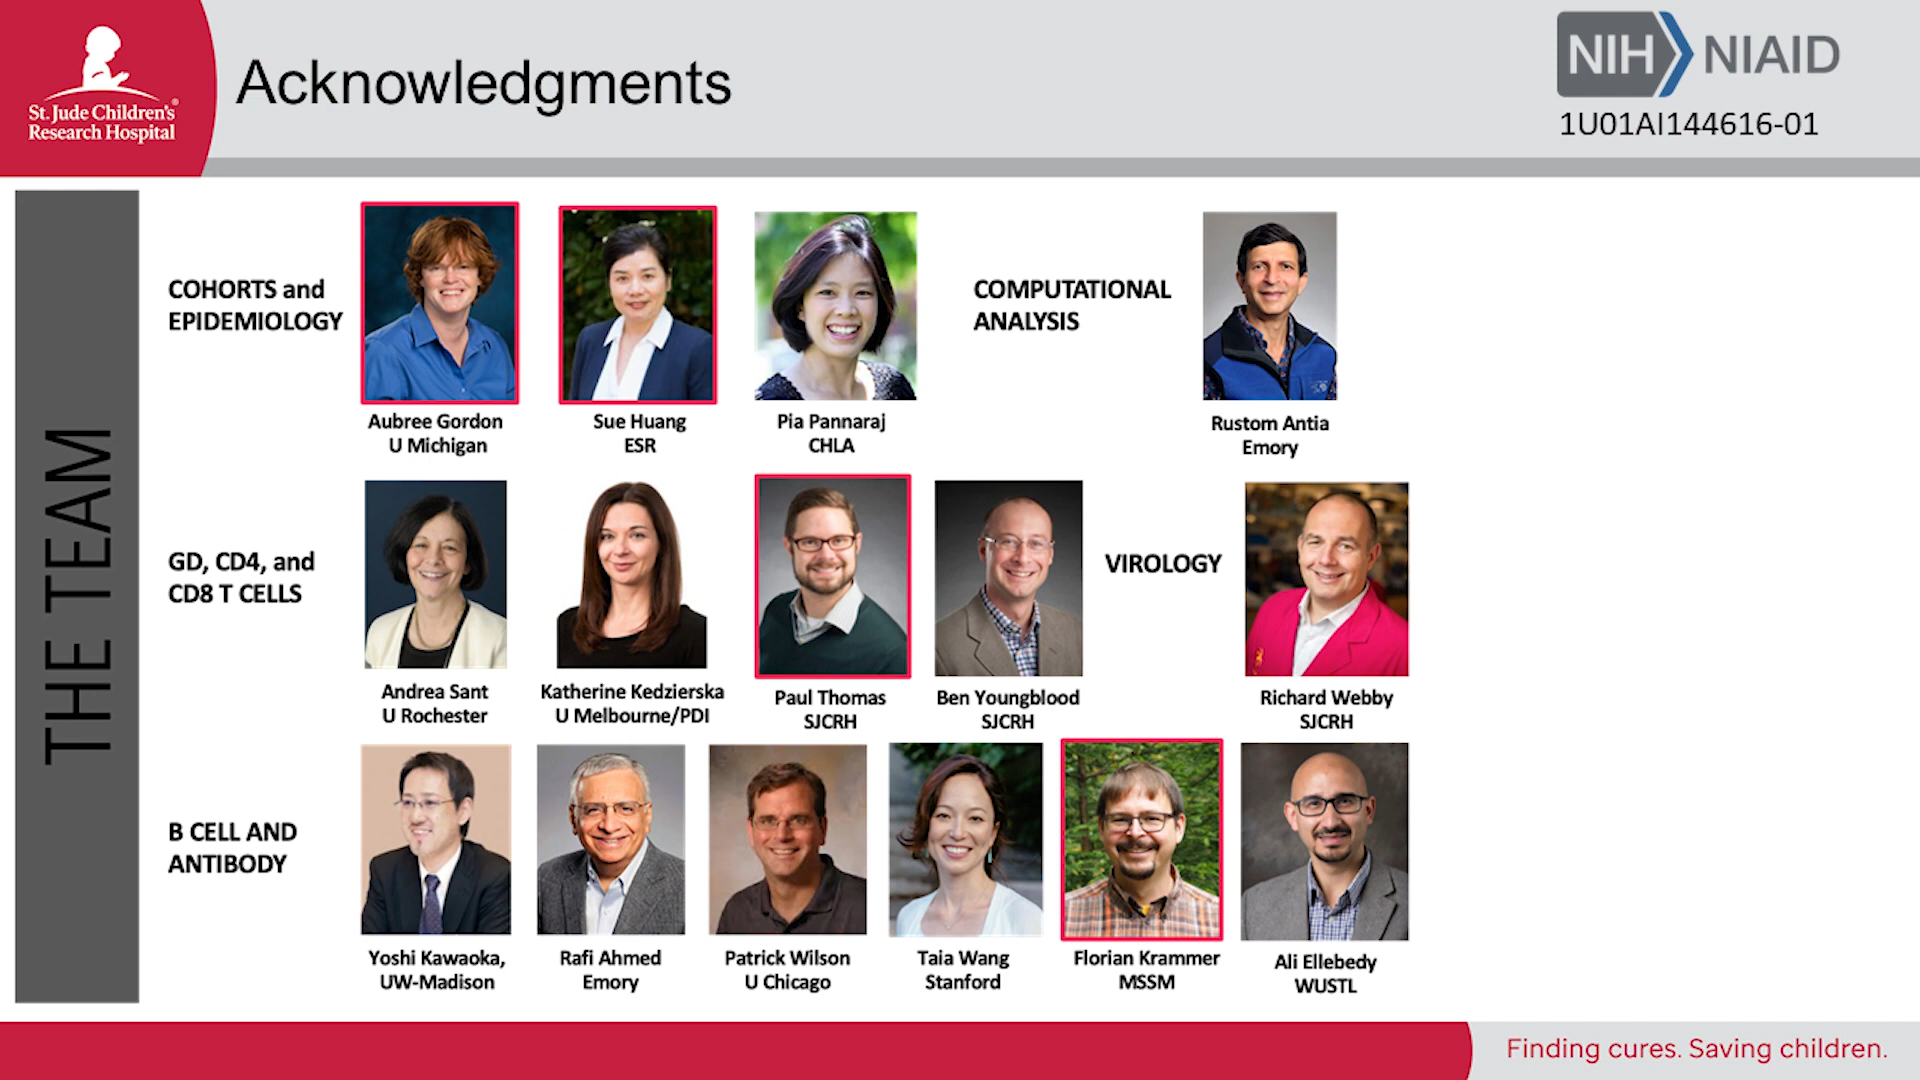 St. Jude Children's®
Research Hospital
Acknowledgments
NIH NIAID
1U01AI144616-01
THE TEAM
COHORTS and
EPIDEMIOLOGY
Aubree Gordon
U Michigan
Sue Huang
ESR
Pia Pannaraj
CHLA
COMPUTATIONAL
ANALYSIS
Rustom Antia
Emory
GD, CD4, and
CD8 T CELLS
Andrea Sant
U Rochester
Katherine Kedzierska
U Melbourne/PDI
Paul Thomas
SJCRH
Ben Youngblood
SJCRH
VIROLOGY
Richard Webby
SJCRH
B CELL AND
ANTIBODY
Yoshi Kawaoka,
UW-Madison
Rafi Ahmed
Emory
Patrick Wilson
U Chicago
Taia Wang
Stanford
Florian Krammer
MSSM
Ali Ellebedy
WUSTL
Finding cures. Saving children.